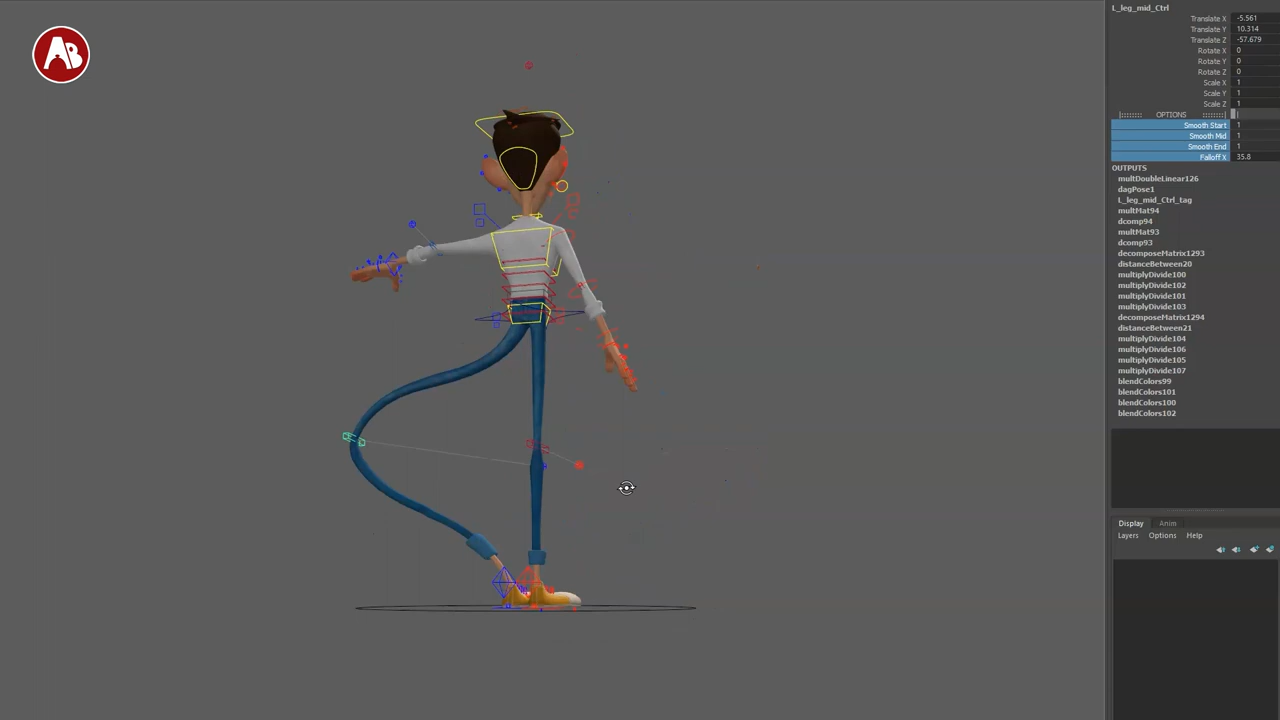 AB
L_leg_mid_Ctrl
Translate X -5.561
Translate Y 10.314
Translate Z -57.679
Rotate X 0
Rotate Y 0
Rotate Z 0
Scale X 1
Scale Y 1
Scale Z 1
|::::::: OPTIONS :::::::|
Smooth Start 1
Smooth Mid 1
Smooth End 1
Falloff X 35.8
OUTPUTS
multDoubleLinear126
dagPose1
L_leg_mid_Ctrl_tag
multMat94
dcomp94
multMat93
dcomp93
decomposeMatrix1293
distanceBetween20
multiplyDivide100
multiplyDivide102
multiplyDivide101
multiplyDivide103
decomposeMatrix1294
distanceBetween21
multiplyDivide104
multiplyDivide106
multiplyDivide105
multiplyDivide107
blendColors99
blendColors101
blendColors100
blendColors102
Display Anim
Layers Options Help